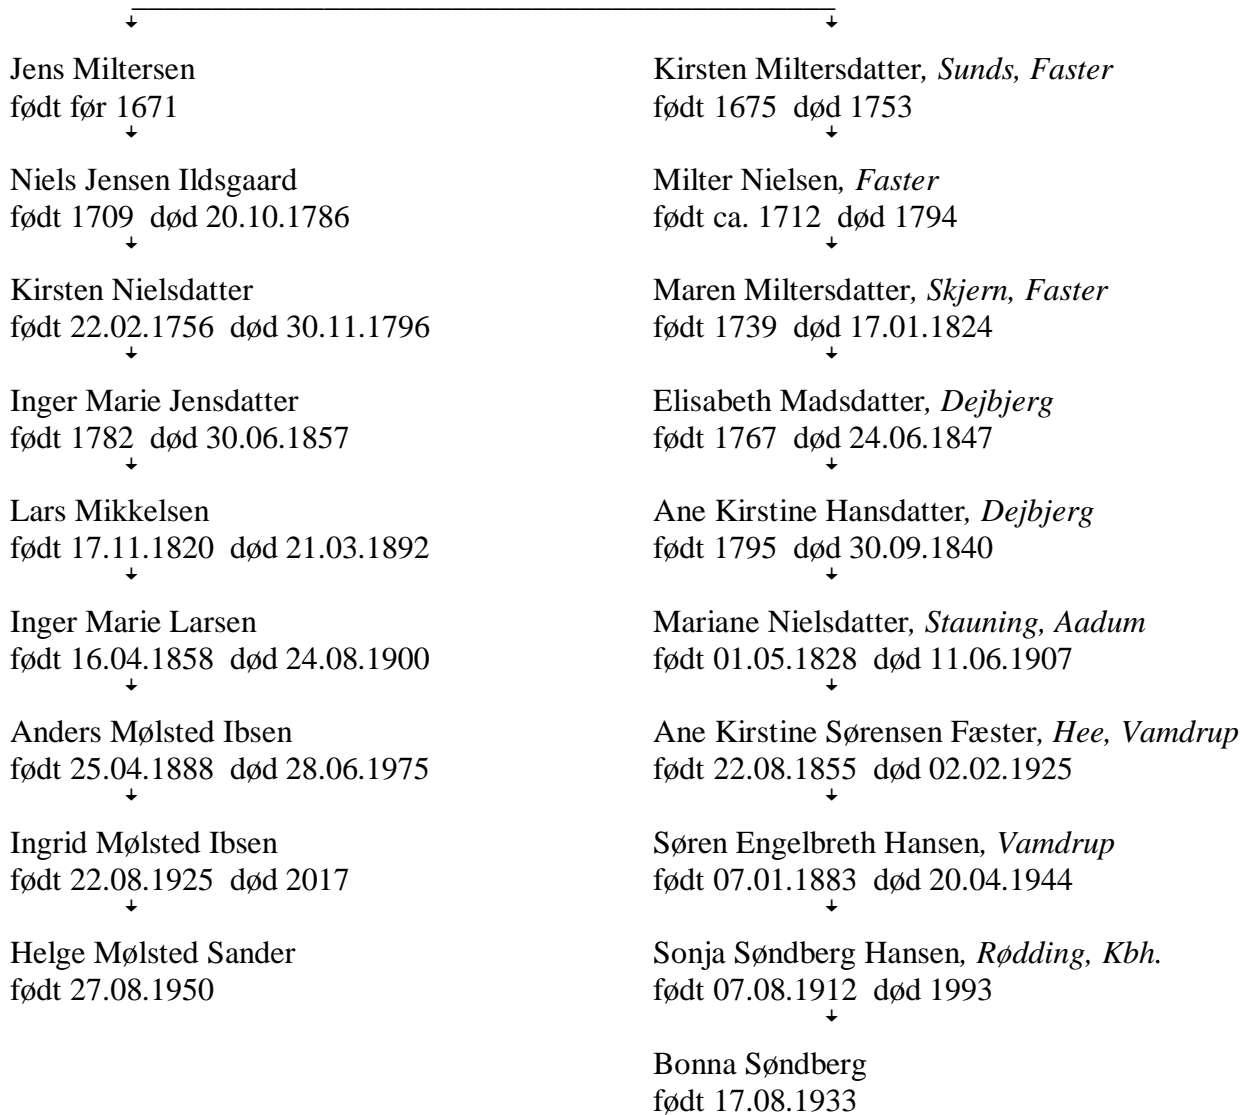 Jens Miltersen
født før 1671
Niels Jensen Ildsgaard
født 1709 død 20.10.1786
Kirsten Nielsdatter
født 22.02.1756 død 30.11.1796
Inger Marie Jensdatter
født 1782 død 30.06.1857
Lars Mikkelsen
født 17.11.1820 død 21.03.1892
Inger Marie Larsen
født 16.04.1858 død 24.08.1900
Anders Mølsted Ibsen
født 25.04.1888 død 28.06.1975
Ingrid Mølsted Ibsen
født 22.08.1925 død 2017
Helge Mølsted Sander
født 27.08.1950
Kirsten Miltersdatter, Sunds, Faster
født 1675 død 1753
Milter Nielsen, Faster
født ca. 1712 død 1794
Maren Miltersdatter, Skjern, Faster
født 1739 død 17.01.1824
Elisabeth Madsdatter, Dejbjerg
født 1767 død 24.06.1847
Ane Kirstine Hansdatter, Dejbjerg
født 1795 død 30.09.1840
Mariane Nielsdatter, Stauning, Aadum
født 01.05.1828 død 11.06.1907
Ane Kirstine Sørensen Fæster, Hee, Vamdrup
født 22.08.1855 død 02.02.1925
Søren Engelbreth Hansen, Vamdrup
født 07.01.1883 død 20.04.1944
Sonja Søndberg Hansen, Rødding, Kbh.
født 07.08.1912 død 1993
Bonna Søndberg
født 17.08.1933